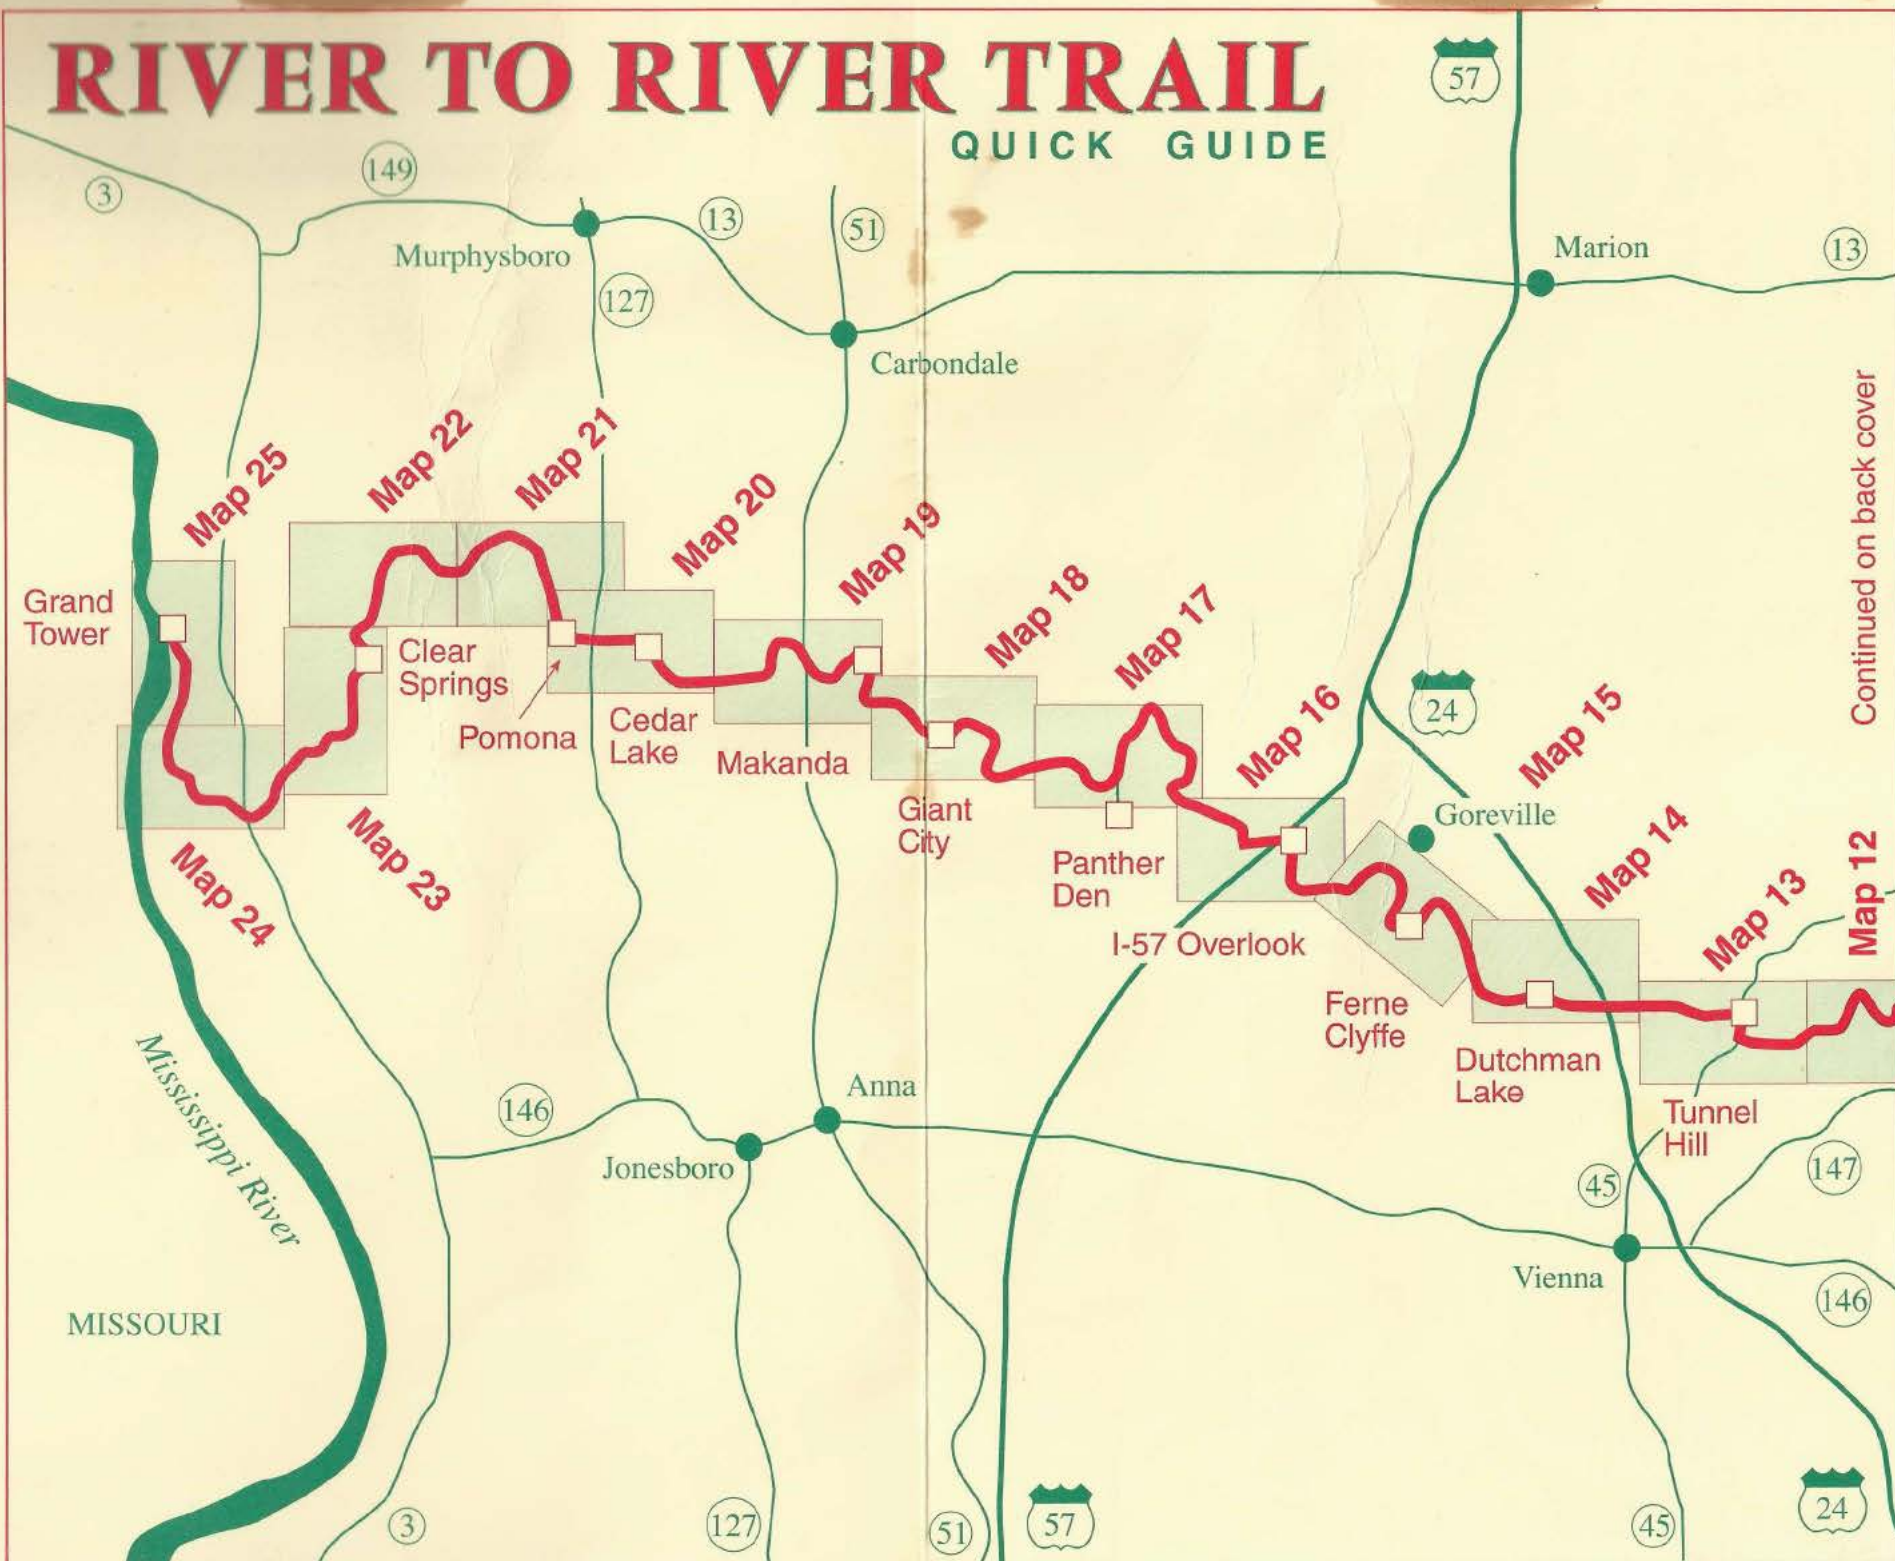 RIVER TO RIVER TRAIL
QUICK GUIDE
57
149
3
13
51
Murphysboro
Marion
13
127
Carbondale
Continued on back cover
Map 22
Map 21
Map 25
Map 20
Map 19
Map 18
Map 17
Grand
Tower
Clear
Springs
Pomona
Cedar
Lake
Makanda
Map 16
24
Map 15
Giant
City
Goreville
Map 23
Map 24
Panther
Den
Map 14
Map 13
Map 12
I-57 Overlook
Ferne
Clyffe
Dutchman
Lake
Mississippi River
Anna
146
Jonesboro
Tunnel
Hill
147
45
Vienna
146
MISSOURI
3
127
51
57
45
24